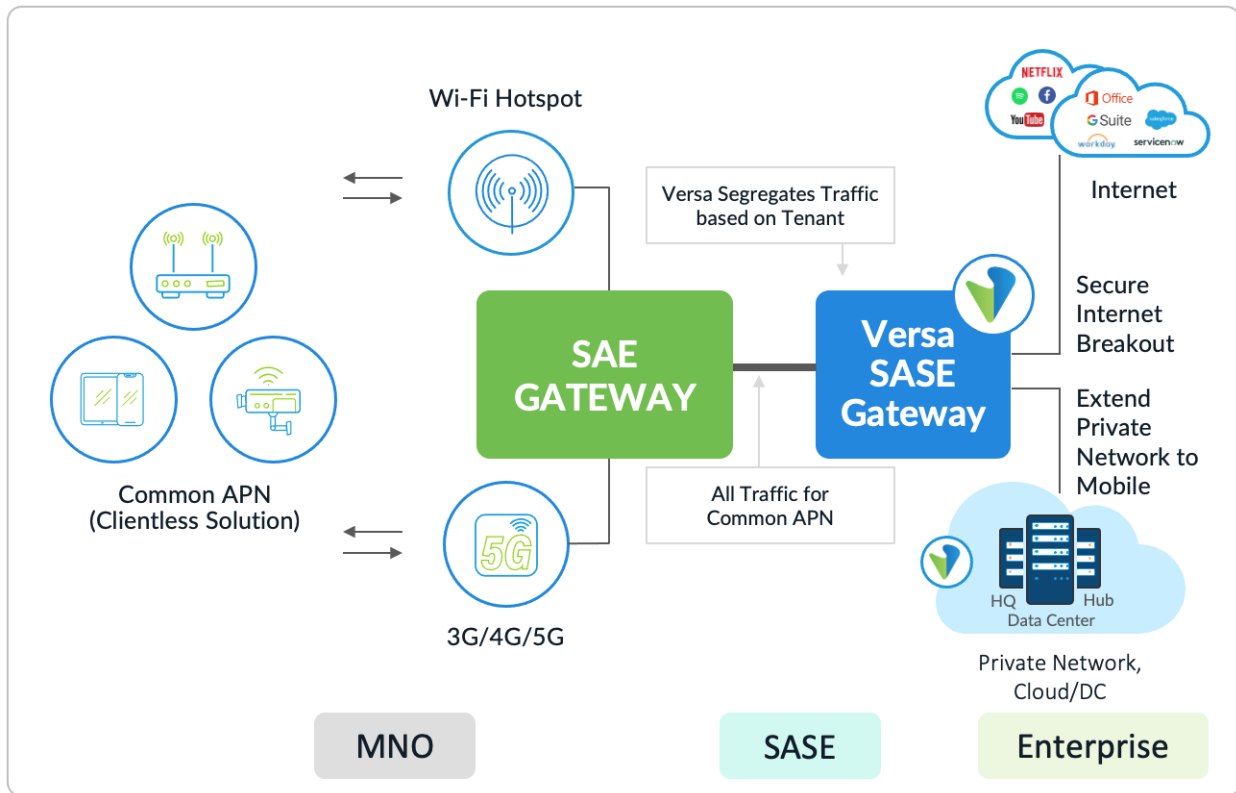 Wi-Fi Hotspot
NETFLIX
YouTube
Office
G Suite
salesforce
workday
servicenow
Internet
Versa Segregates Traffic
based on Tenant
Secure
Internet
Breakout
SAE
GATEWAY
Versa
SASE
Gateway
Extend
Private
Network to
Mobile
Common APN
(Clientless Solution)
All Traffic for
Common APN
5G
3G/4G/5G
HQ
Hub
Data Center
Private Network,
Cloud/DC
MNO
SASE
Enterprise